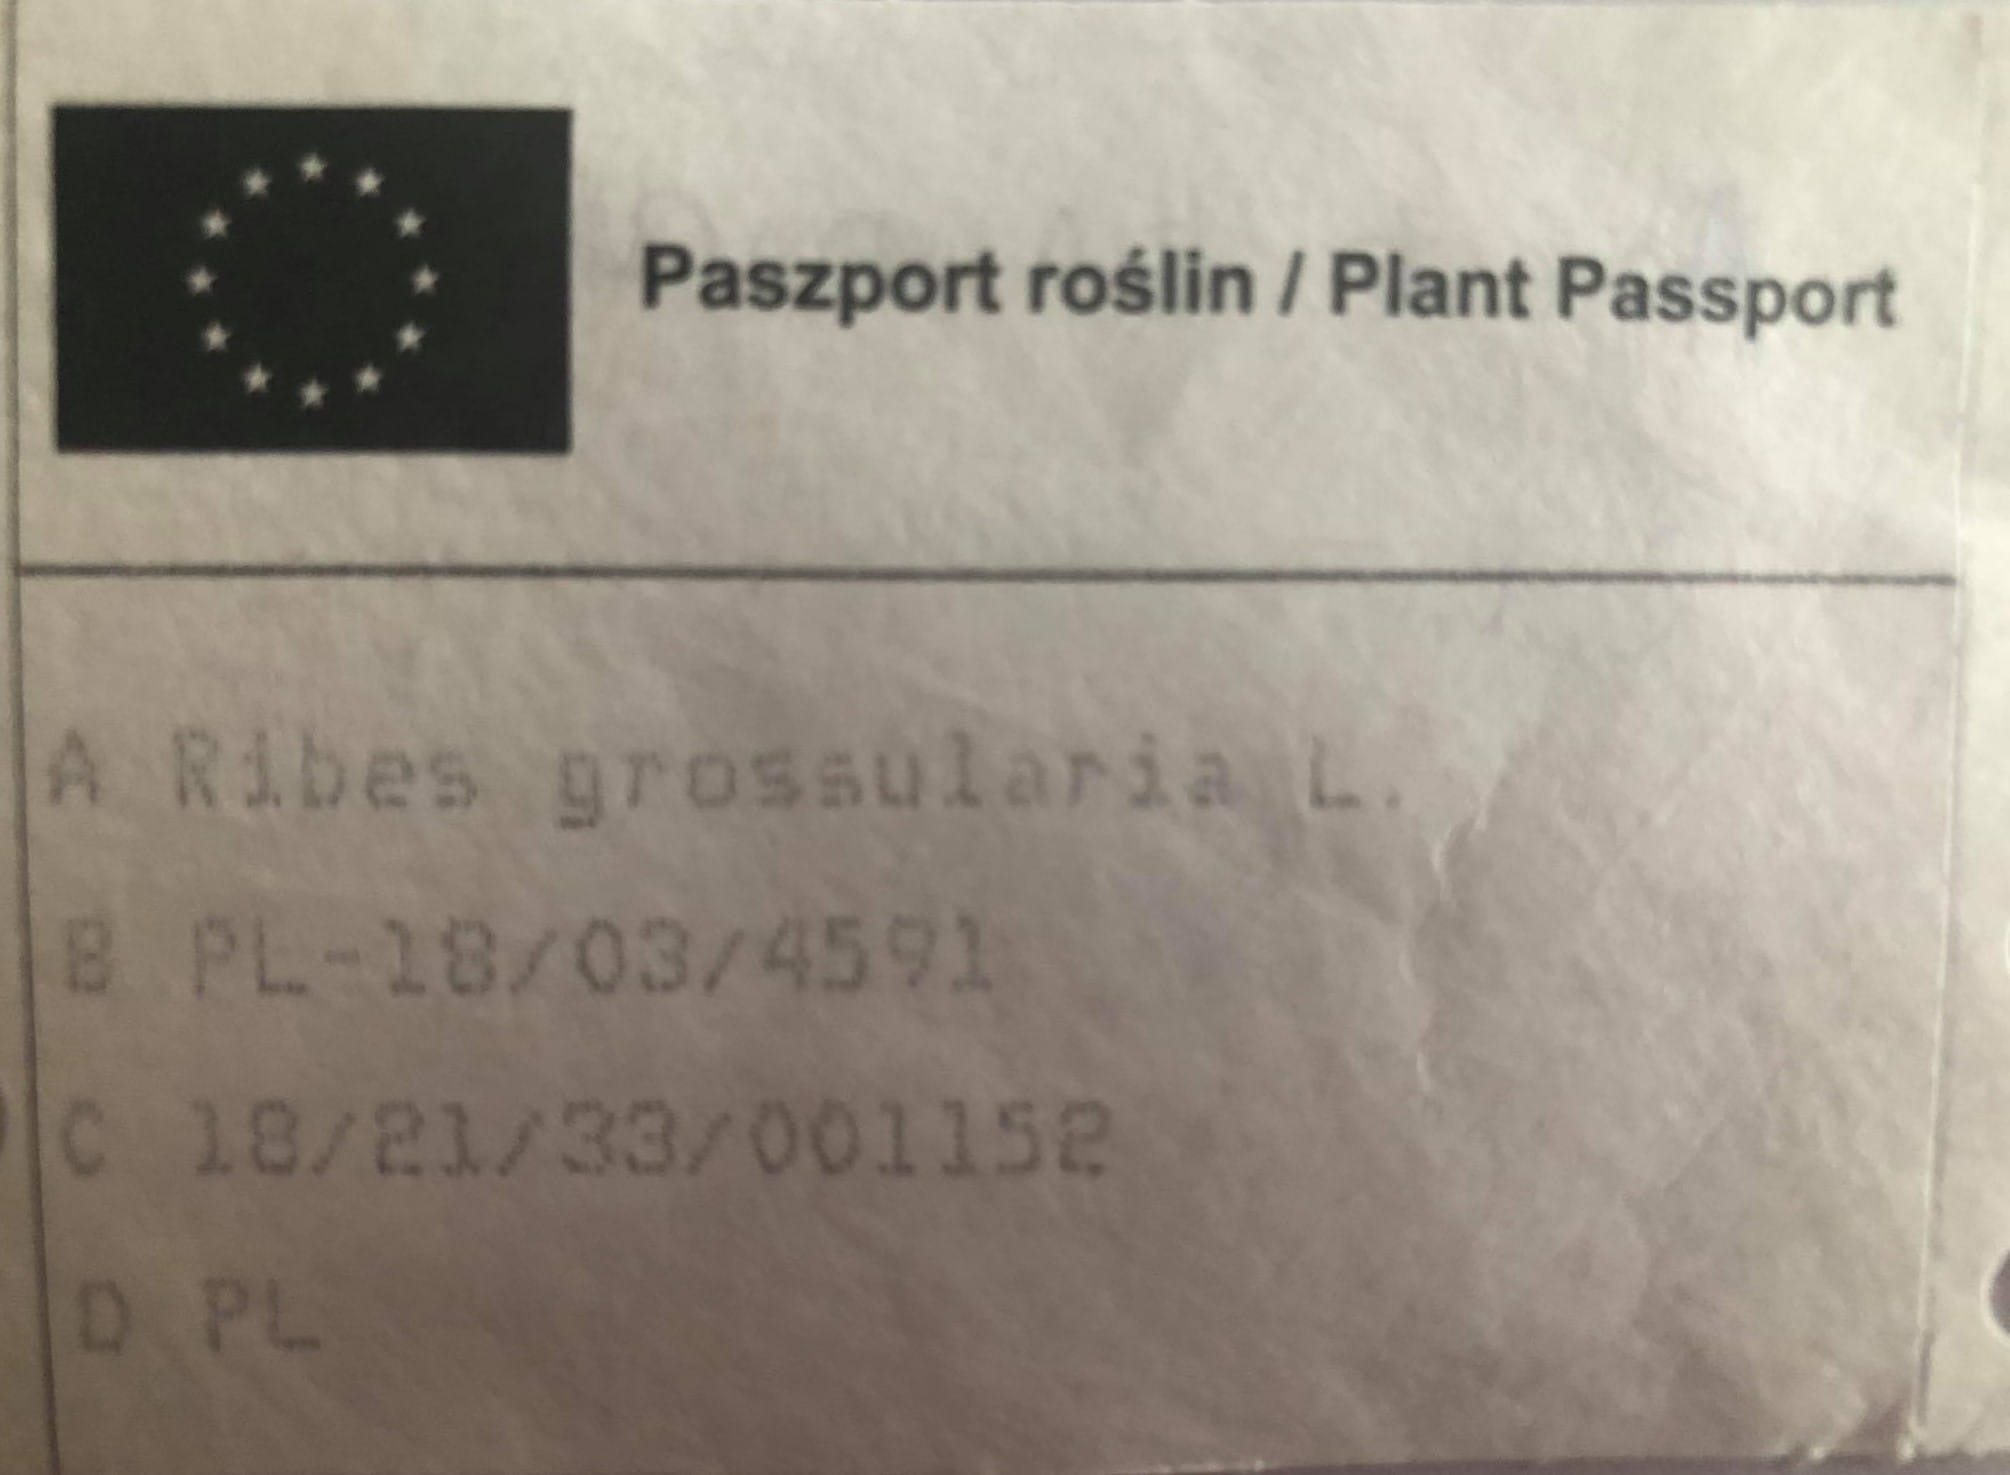 Paszport roślin / Plant Passport
A Ribes grossularia L.
B PL-18/03/4591
C 18/21/33/001152
D PL